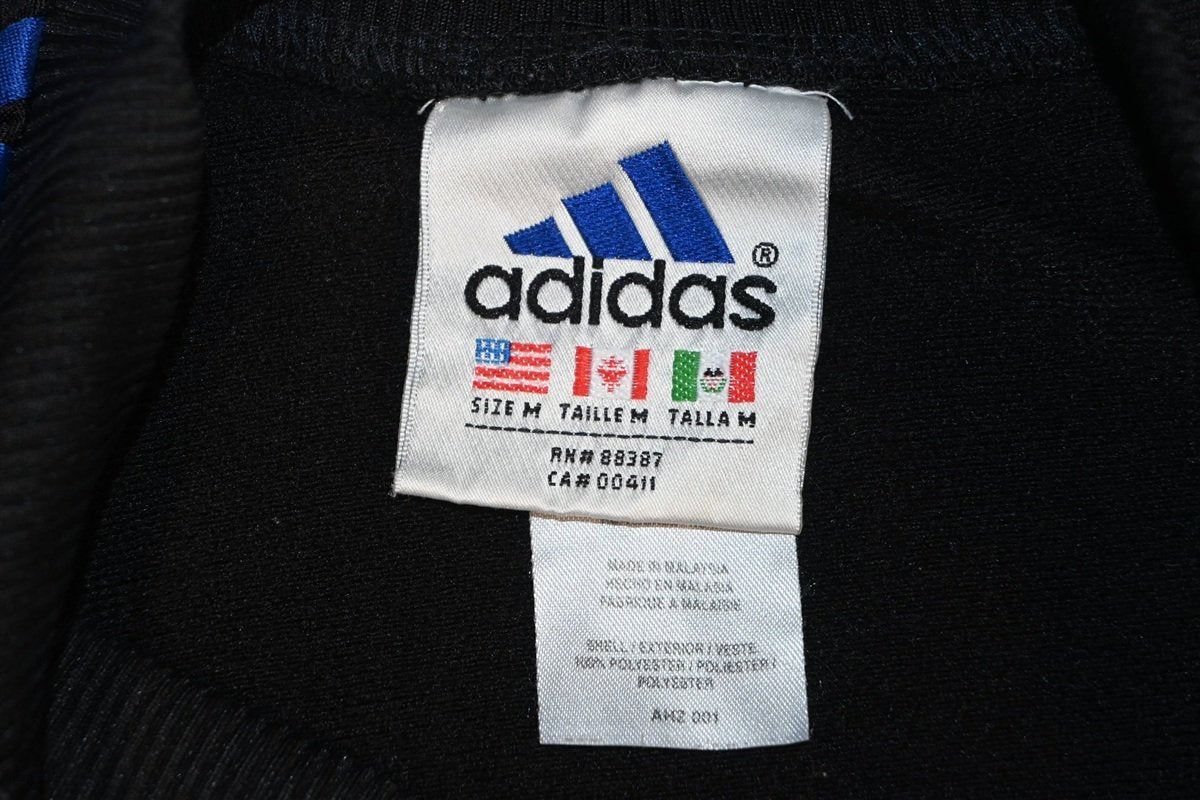 adidas®
SIZE M TAILLE M TALLA M
RN# 88387
CA# 00411
MADE IN MALAYSIA
HECHO EN MALASIA
FABRIQUE A MALAISIE
SHELL / EXTERIOR / VESTE
100% POLYESTER / POLIESTER /
POLYESTER
AHZ 001